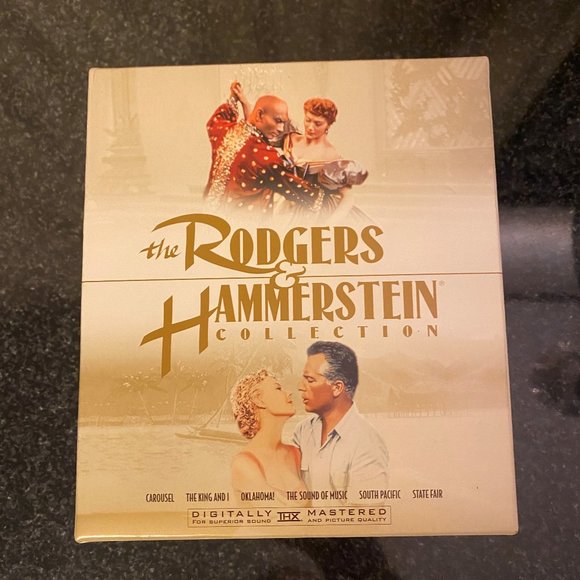 the RODGERS
&
HAMMERSTEIN®
COLLECTION
CAROUSEL THE KING AND I OKLAHOMA! THE SOUND OF MUSIC SOUTH PACIFIC STATE FAIR
DIGITALLY THX MASTERED
FOR SUPERIOR SOUND AND PICTURE QUALITY